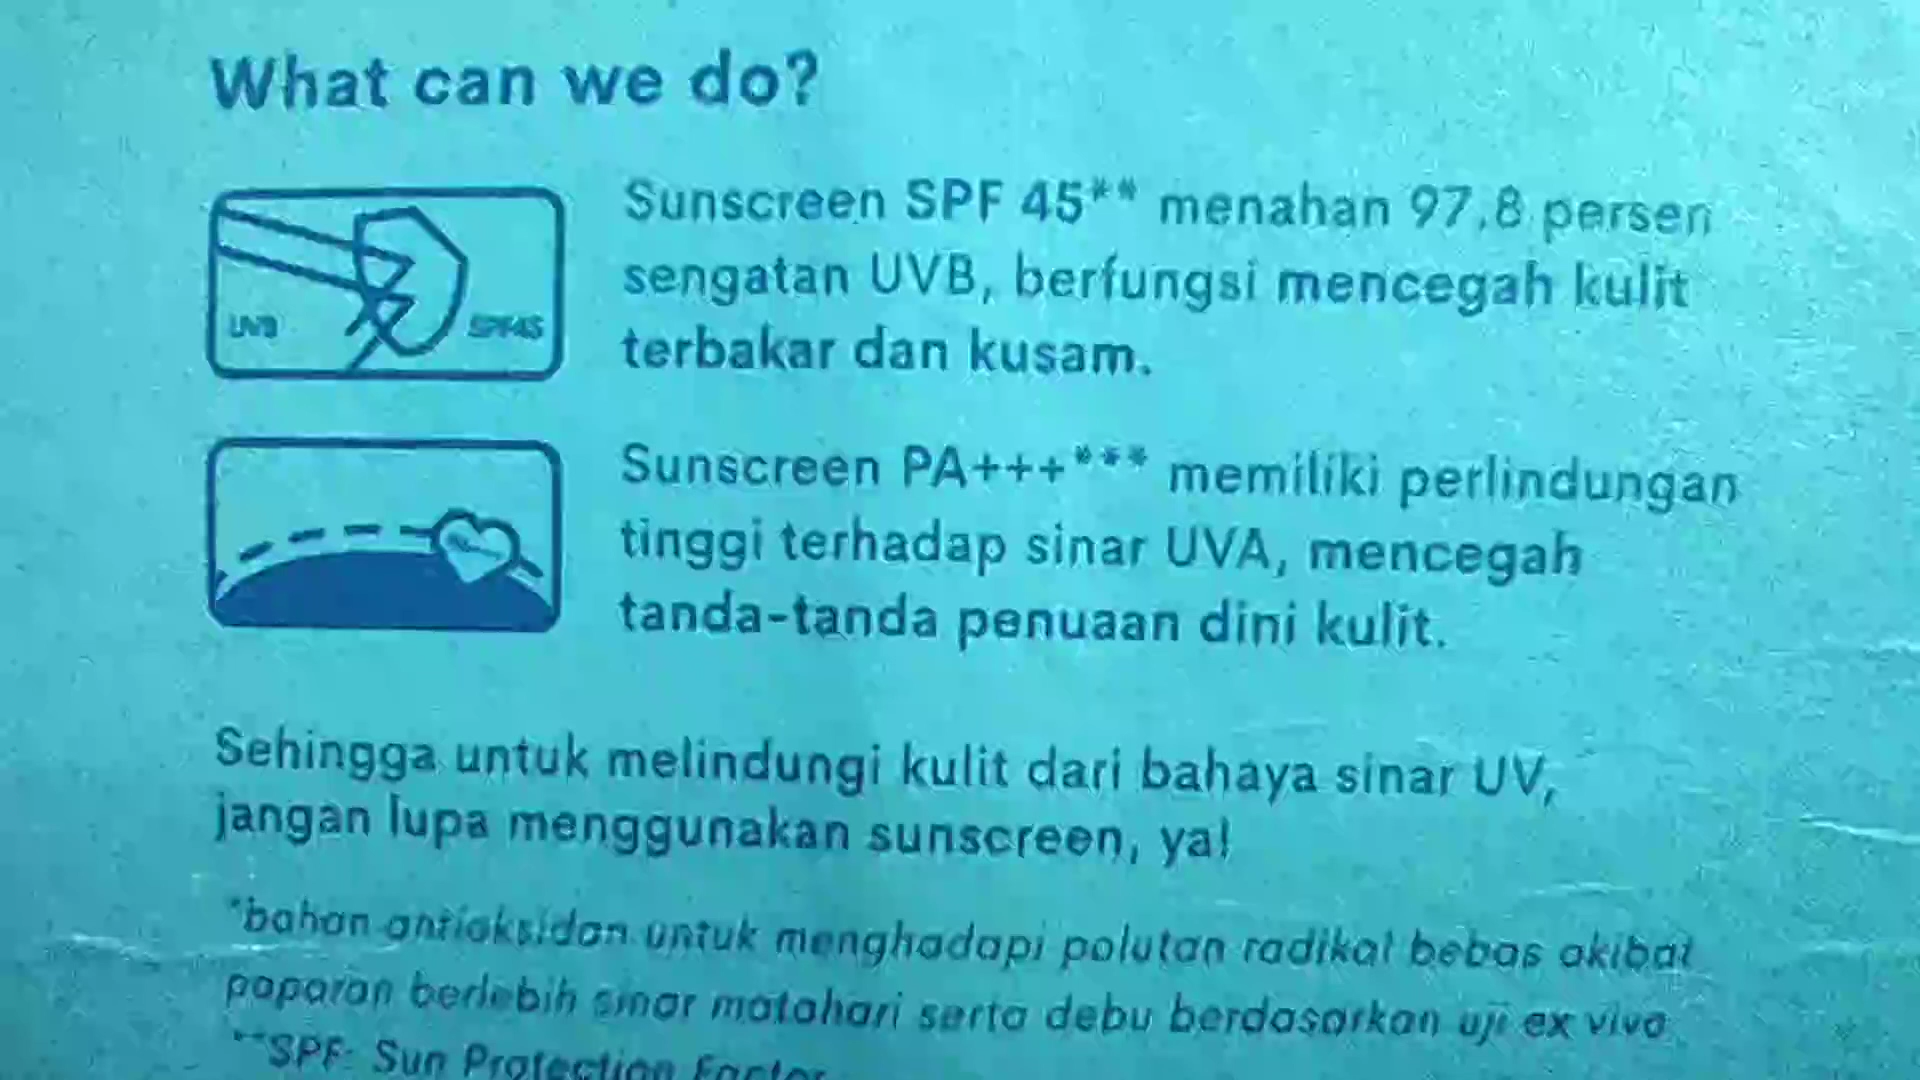 What can we do?
Sunscreen SPF 45** menahan 97,8 persen
sengatan UVB, berfungsi mencegah kulit
terbakar dan kusam.
UVB
SPF45
Sunscreen PA+++*** memiliki perlindungan
tinggi terhadap sinar UVA, mencegah
tanda-tanda penuaan dini kulit.
Sehingga untuk melindungi kulit dari bahaya sinar UV,
jangan lupa menggunakan sunscreen, ya!
*bahan antioksidan untuk menghadapi polutan radikal bebas akibat
paparan berlebih sinar matahari serta debu berdasarkan uji ex vivo
**SPF: Sun Protection Factor